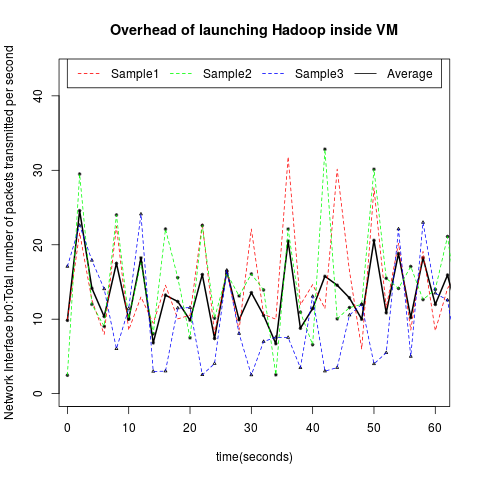 Overhead of launching Hadoop inside VM
Network Interface br0:Total number of packets transmitted per second
Sample1 Sample2 Sample3 Average
40
30
20
10
0
0 10 20 30 40 50 60
time(seconds)